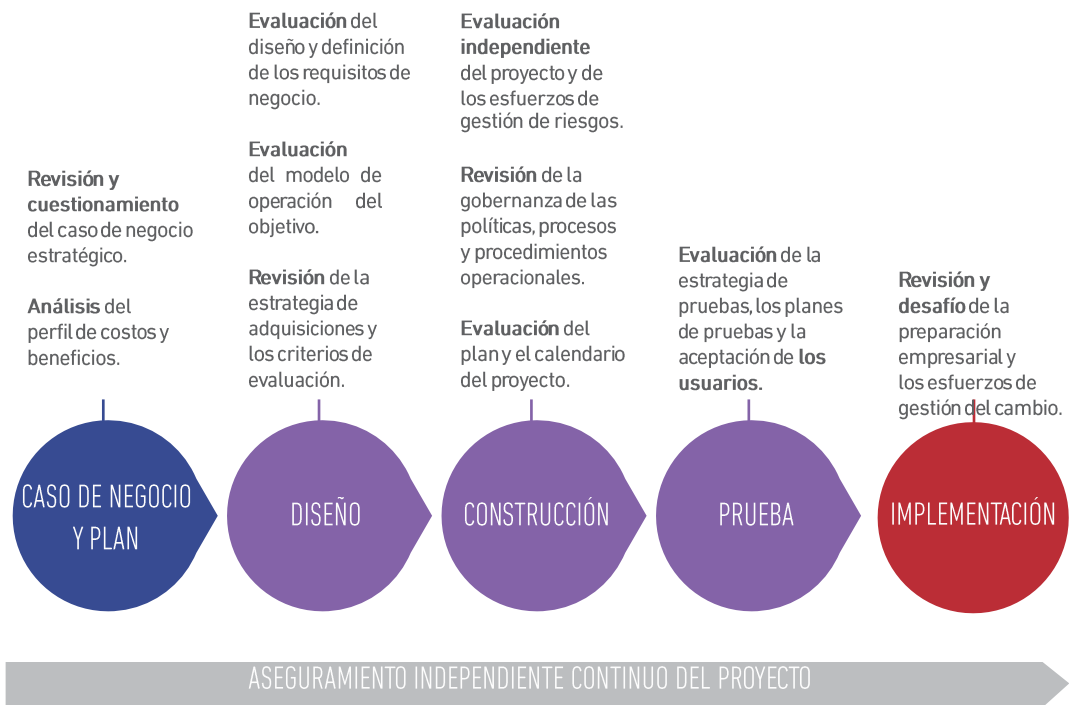 Revisión y
cuestionamiento
del caso de negocio
estratégico.
Análisis del
perfil de costos y
beneficios.
CASO DE NEGOCIO
Y PLAN
Evaluación del
diseño y definición
de los requisitos de
negocio.
Evaluación
del modelo de
operación del
objetivo.
Revisión de la
estrategia de
adquisiciones y
los criterios de
evaluación.
DISEÑO
Evaluación
independiente
del proyecto y de
los esfuerzos de
gestión de riesgos.
Revisión de la
gobernanza de las
políticas, procesos
y procedimientos
operacionales.
Evaluación del
plan y el calendario
del proyecto.
CONSTRUCCIÓN
Evaluación de la
estrategia de
pruebas, los planes
de pruebas y la
aceptación de los
usuarios.
PRUEBA
Revisión y
desafío de la
preparación
empresarial y
los esfuerzos de
gestión del cambio.
IMPLEMENTACIÓN
ASEGURAMIENTO INDEPENDIENTE CONTINUO DEL PROYECTO